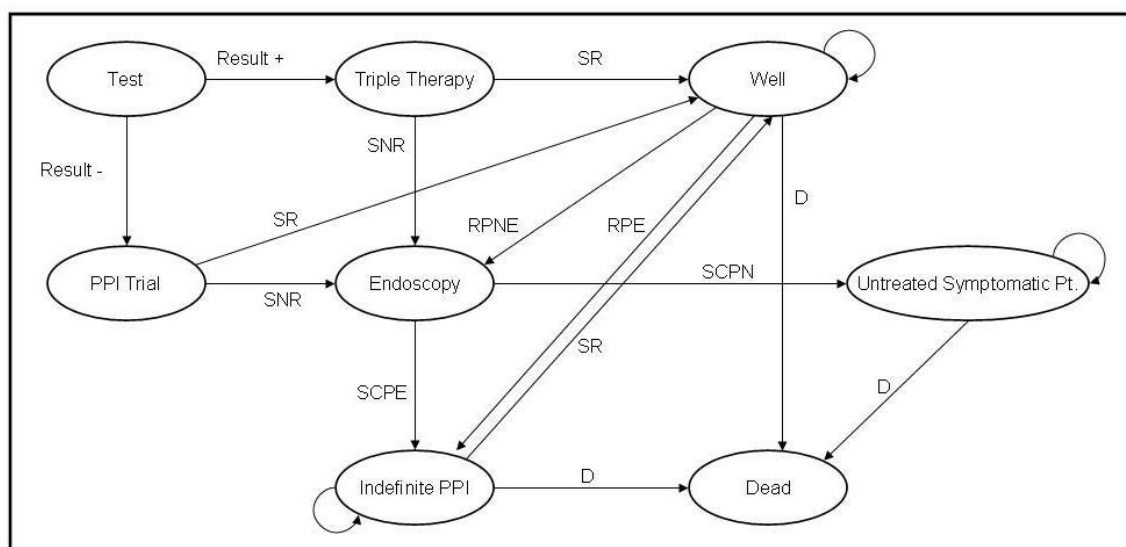 Test
Result +
Triple Therapy
SR
Well
Result -
SNR
SR
RPNE
RPE
D
PPI Trial
SNR
Endoscopy
SCPN
Untreated Symptomatic Pt.
SCPE
SR
D
Indefinite PPI
D
Dead